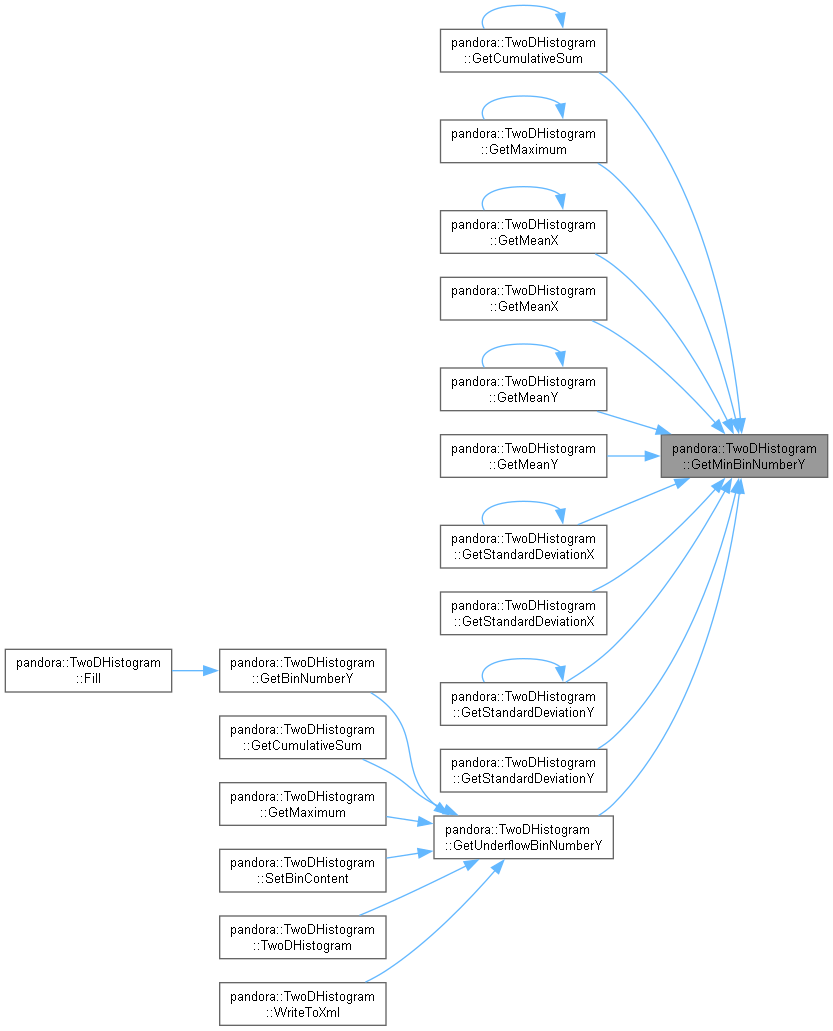 pandora::TwoDHistogram
::GetCumulativeSum
pandora::TwoDHistogram
::GetMaximum
pandora::TwoDHistogram
::GetMeanX
pandora::TwoDHistogram
::GetMeanX
pandora::TwoDHistogram
::GetMeanY
pandora::TwoDHistogram
::GetMinBinNumberY
pandora::TwoDHistogram
::GetMeanY
pandora::TwoDHistogram
::GetStandardDeviationX
pandora::TwoDHistogram
::GetStandardDeviationX
pandora::TwoDHistogram
::Fill
pandora::TwoDHistogram
::GetBinNumberY
pandora::TwoDHistogram
::GetStandardDeviationY
pandora::TwoDHistogram
::GetCumulativeSum
pandora::TwoDHistogram
::GetStandardDeviationY
pandora::TwoDHistogram
::GetMaximum
pandora::TwoDHistogram
::GetUnderflowBinNumberY
pandora::TwoDHistogram
::SetBinContent
pandora::TwoDHistogram
::TwoDHistogram
pandora::TwoDHistogram
::WriteToXml